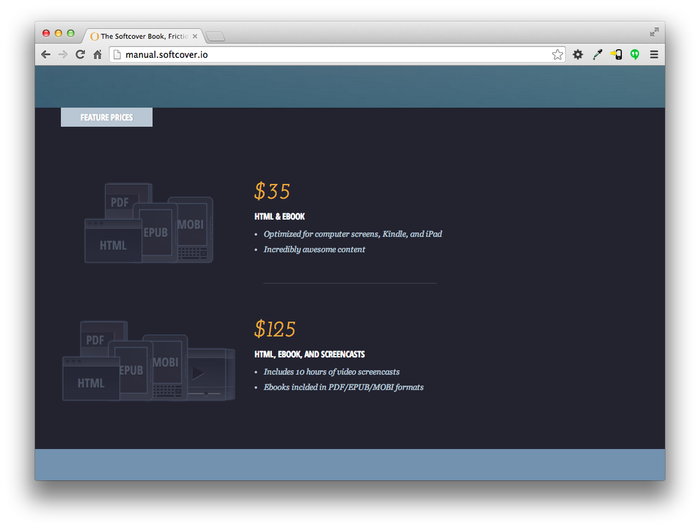 The Softcover Book, Frictio
manual.softcover.io
FEATURE PRICES
PDF
HTML
EPUB
MOBI
$35
HTML & EBOOK
• Optimized for computer screens, Kindle, and iPad
• Incredibly awesome content
PDF
HTML
EPUB
MOBI
$125
HTML, EBOOK, AND SCREENCASTS
• Includes 10 hours of video screencasts
• Ebooks inclded in PDF/EPUB/MOBI formats